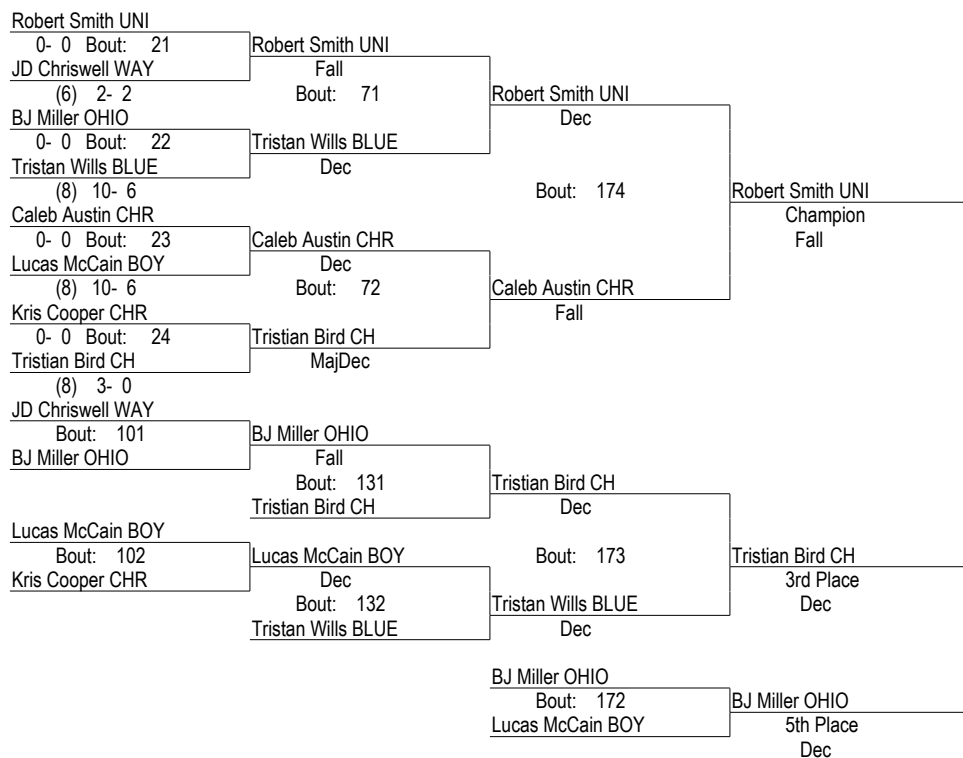 Robert Smith UNI
0- 0 Bout: 21
Robert Smith UNI
JD Chriswell WAY
Fall
(6) 2- 2
Bout: 71
Robert Smith UNI
BJ Miller OHIO
Dec
0- 0 Bout: 22
Tristan Wills BLUE
Tristan Wills BLUE
Dec
(8) 10- 6
Bout: 174
Robert Smith UNI
Caleb Austin CHR
Champion
0- 0 Bout: 23
Caleb Austin CHR
Fall
Lucas McCain BOY
Dec
(8) 10- 6
Bout: 72
Caleb Austin CHR
Kris Cooper CHR
Fall
0- 0 Bout: 24
Tristian Bird CH
Tristian Bird CH
MajDec
(8) 3- 0
JD Chriswell WAY
Bout: 101
BJ Miller OHIO
BJ Miller OHIO
Fall
Bout: 131
Tristian Bird CH
Tristian Bird CH
Dec
Lucas McCain BOY
Bout: 102
Lucas McCain BOY
Bout: 173
Tristian Bird CH
Kris Cooper CHR
Dec
3rd Place
Bout: 132
Tristan Wills BLUE
Dec
Tristan Wills BLUE
Dec
BJ Miller OHIO
Bout: 172
BJ Miller OHIO
Lucas McCain BOY
5th Place
Dec